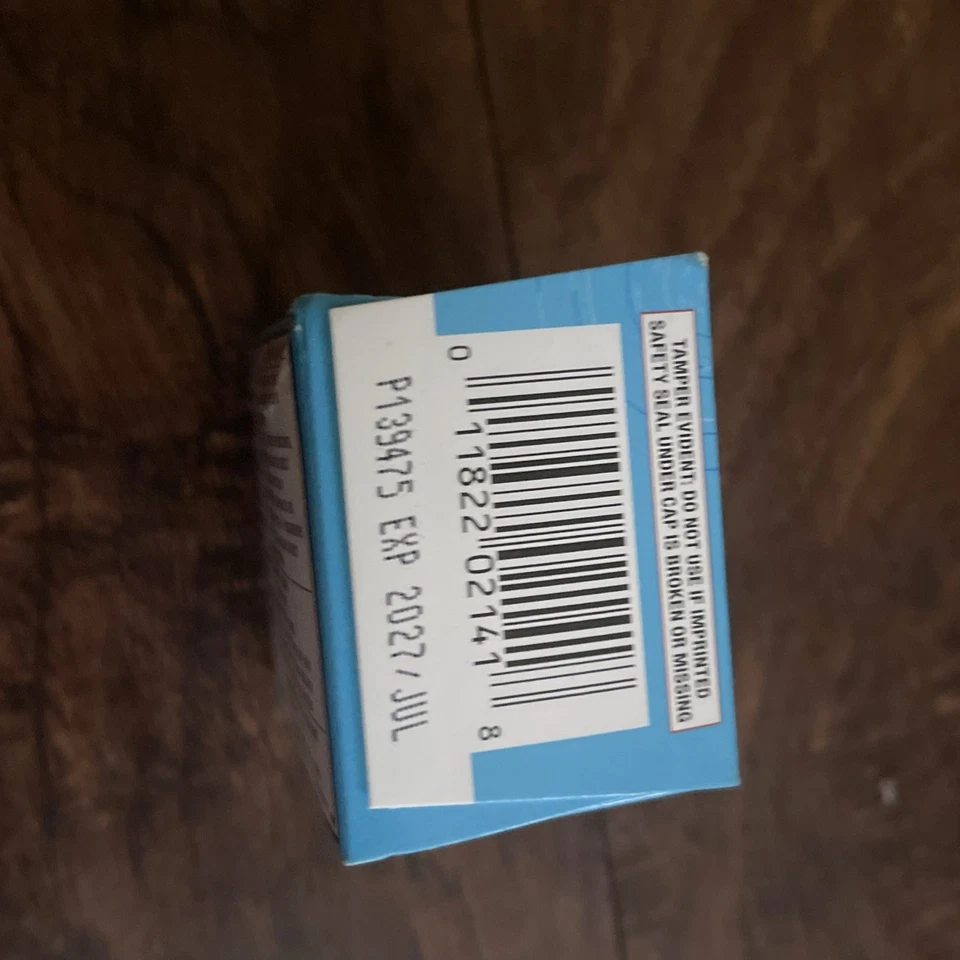 TAMPER EVIDENT: DO NOT USE IF IMPRINTED
SAFETY SEAL UNDER CAP IS BROKEN OR MISSING
0 11822 02141 8
P139475 EXP 2027/JUL